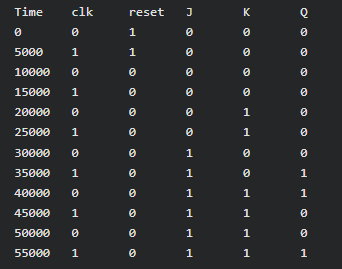 Time clk reset J K Q
0 0 1 0 0 0
5000 1 1 0 0 0
10000 0 0 0 0 0
15000 1 0 0 0 0
20000 0 0 0 1 0
25000 1 0 0 1 0
30000 0 0 1 0 0
35000 1 0 1 0 1
40000 0 0 1 1 1
45000 1 0 1 1 0
50000 0 0 1 1 0
55000 1 0 1 1 1